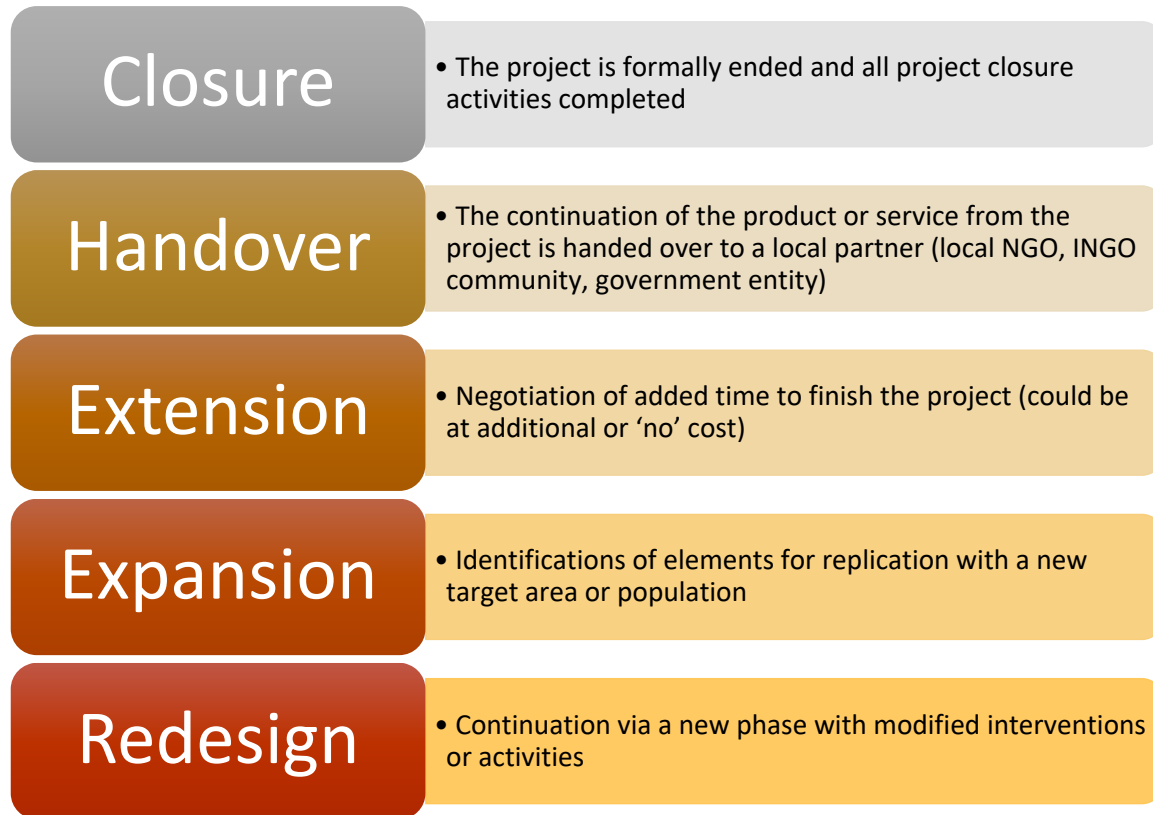 Closure
• The project is formally ended and all project closure
activities completed
Handover
• The continuation of the product or service from the
project is handed over to a local partner (local NGO, INGO
community, government entity)
Extension
• Negotiation of added time to finish the project (could be
at additional or ‘no’ cost)
Expansion
• Identifications of elements for replication with a new
target area or population
Redesign
• Continuation via a new phase with modified interventions
or activities